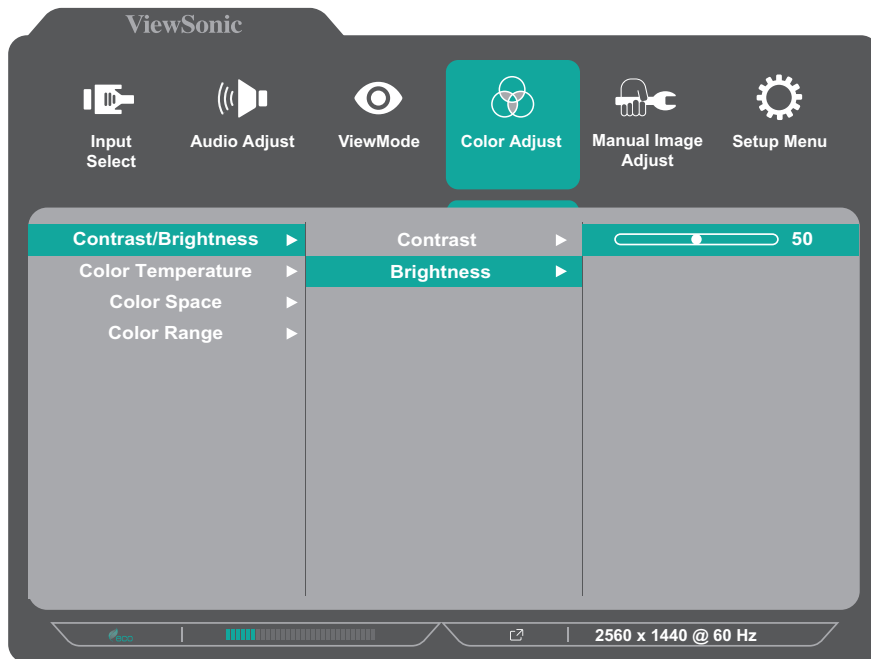 ViewSonic
Input
Select
Audio Adjust
ViewMode
Color Adjust
Manual Image
Adjust
Setup Menu
Contrast/Brightness
Contrast
50
Color Temperature
Brightness
Color Space
Color Range
eco
2560 x 1440 @ 60 Hz